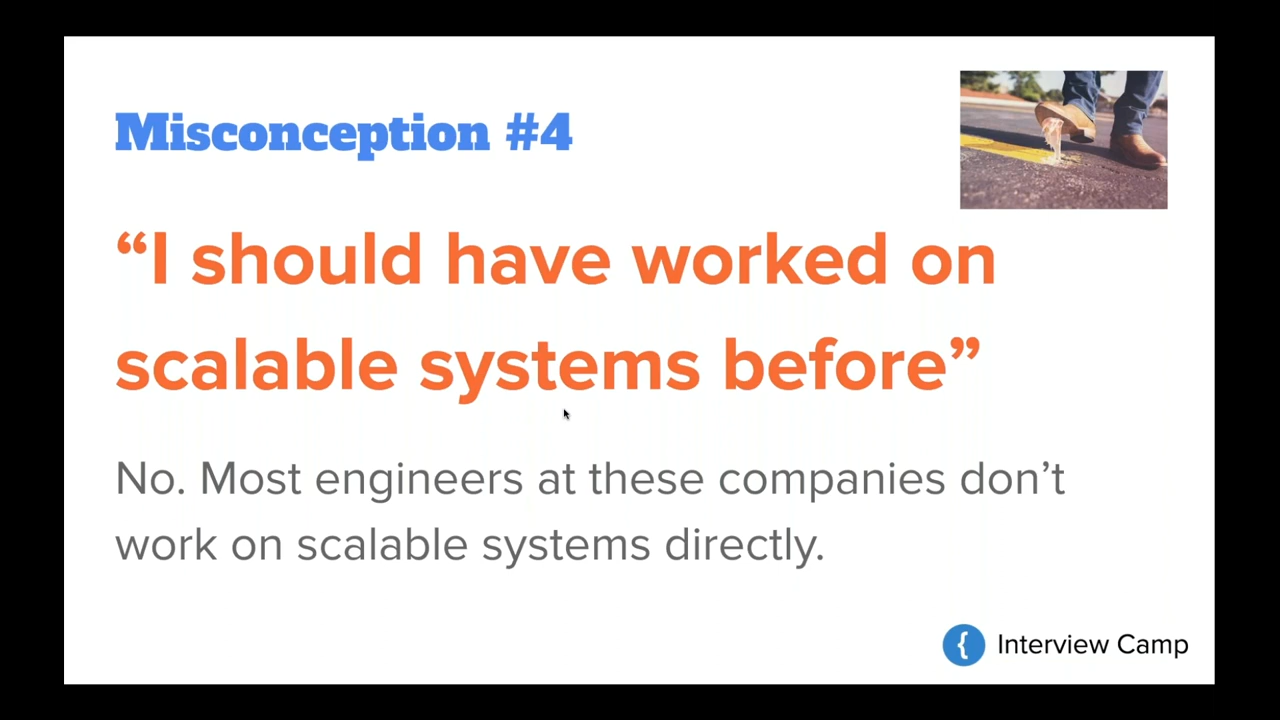 Misconception #4
“I should have worked on
scalable systems before”
No. Most engineers at these companies don’t
work on scalable systems directly.
{ Interview Camp